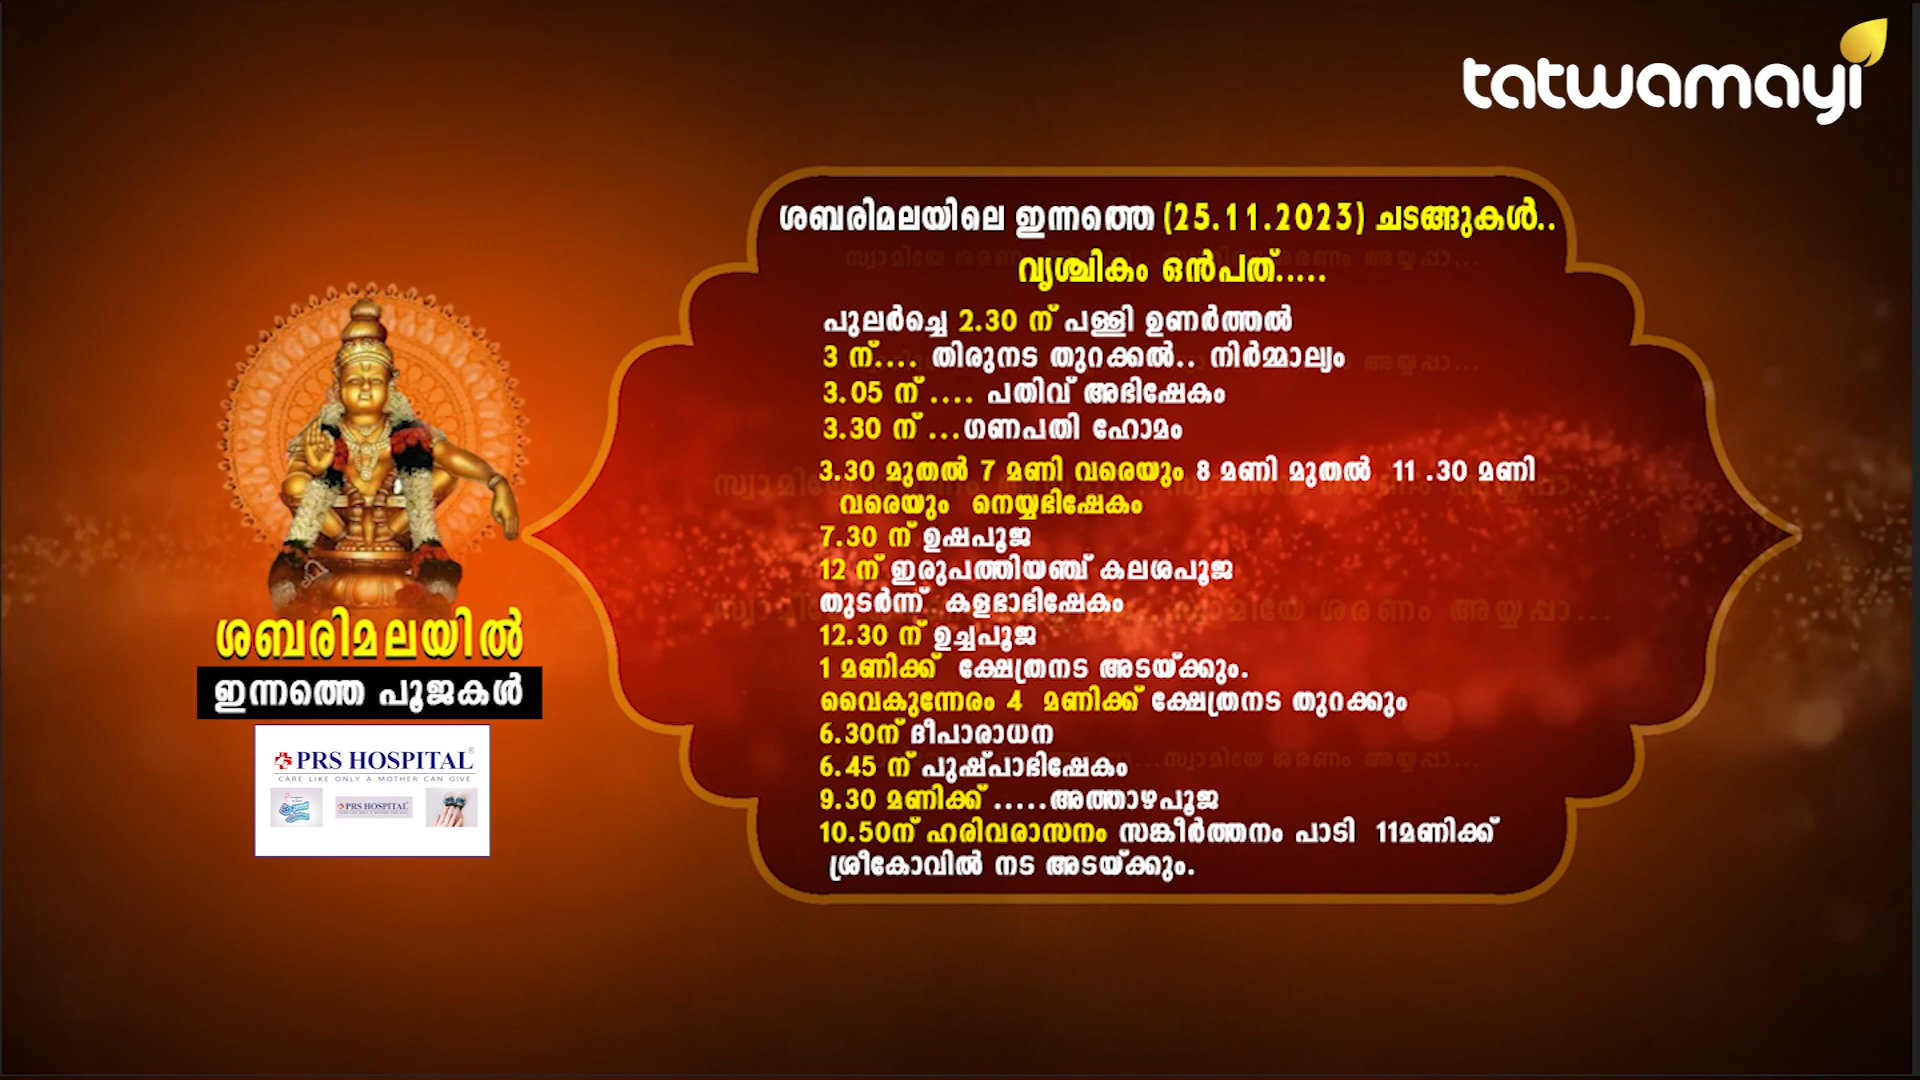 tatwamayi
ശബരിമലയിലെ ഇന്നത്തെ (25.11.2023) ചടങ്ങുകൾ..
വൃശ്ചികം ഒൻപത്.....
പുലർച്ചെ 2.30 ന് പള്ളി ഉണർത്തൽ
3 ന്.... തിരുനട തുറക്കൽ.. നിർമ്മാല്യം
3.05 ന് .... പതിവ് അഭിഷേകം
3.30 ന് ...ഗണപതി ഹോമം
3.30 മുതൽ 7 മണി വരെയും 8 മണി മുതൽ 11 .30 മണി
വരെയും നെയ്യഭിഷേകം
7.30 ന് ഉഷപൂജ
12 ന് ഇരുപത്തിയഞ്ച് കലശപൂജ
തുടർന്ന് കളഭാഭിഷേകം
12.30 ന് ഉച്ചപൂജ
1 മണിക്ക് ക്ഷേത്രനട അടയ്ക്കും.
വൈകുന്നേരം 4 മണിക്ക് ക്ഷേത്രനട തുറക്കും
6.30ന് ദീപാരാധന
6.45 ന് പുഷ്പാഭിഷേകം
9.30 മണിക്ക് .....അത്താഴപൂജ
10.50ന് ഹരിവരാസനം സങ്കീർത്തനം പാടി 11മണിക്ക്
ശ്രീകോവിൽ നട അടയ്ക്കും.
ശബരിമലയിൽ
ഇന്നത്തെ പൂജകൾ
PRS HOSPITAL
CARE LIKE ONLY A MOTHER CAN GIVE
PRS HOSPITAL